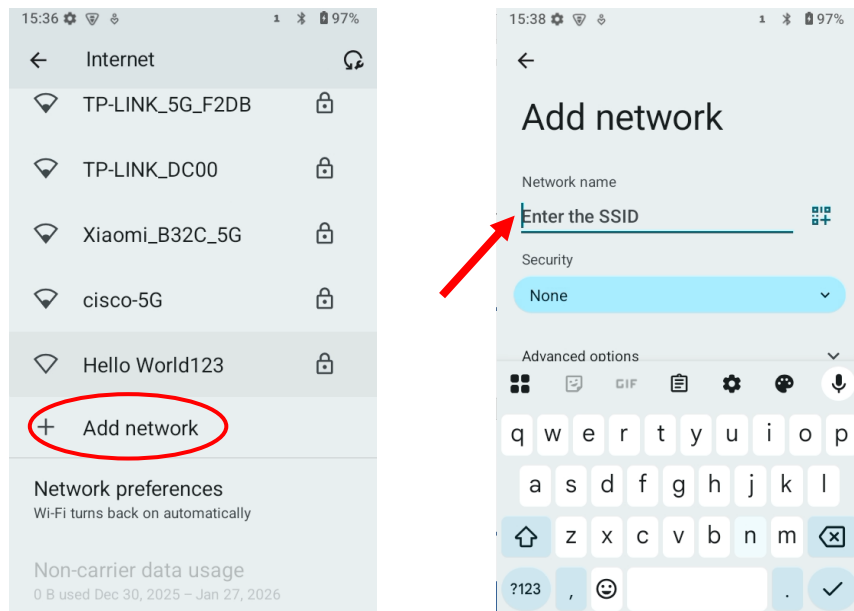 15:36 1 97%
Internet
TP-LINK_5G_F2DB
TP-LINK_DC00
Xiaomi_B32C_5G
cisco-5G
Hello World123
Add network
Network preferences
Wi-Fi turns back on automatically
Non-carrier data usage
0 B used Dec 30, 2025 – Jan 27, 2026
15:38 1 97%
Add network
Network name
Enter the SSID
Security
None
Advanced options
GIF
q w e r t y u i o p
a s d f g h j k l
z x c v b n m
?123 , .